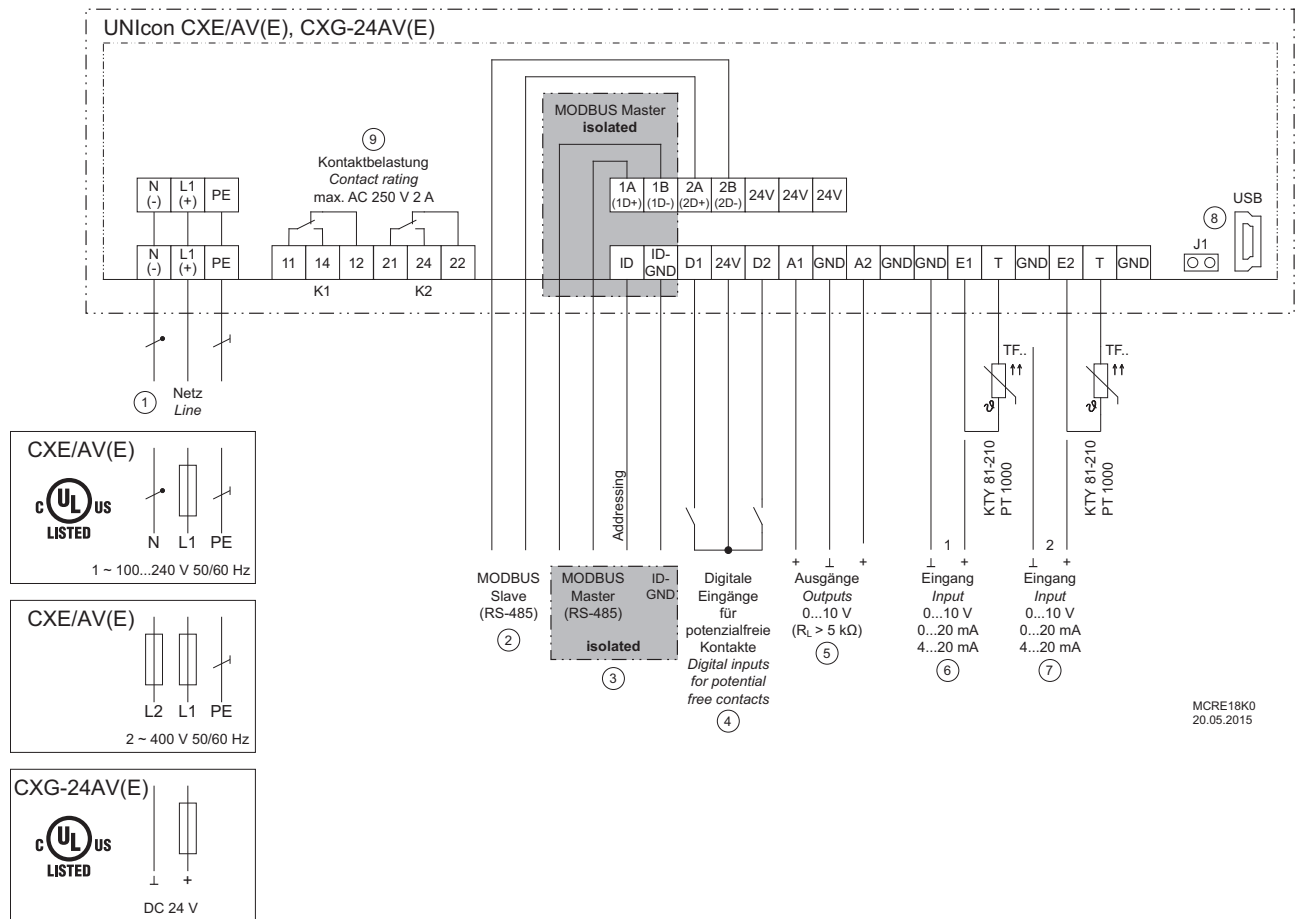 UNIcon CXE/AV(E), CXG-24AV(E)
MODBUS Master
isolated
9
Kontaktbelastung
Contact rating
max. AC 250 V 2 A
N (-) L1 (+) PE
1A (1D+) 1B (1D-) 2A (2D+) 2B (2D-) 24V 24V 24V
8
USB
J1
N (-) L1 (+) PE
11 14 12 21 24 22
ID ID-GND D1 24V D2 A1 GND A2 GND GND E1 T GND E2 T GND
K1 K2
1
Netz
Line
TF..
ϑ
KTY 81-210
PT 1000
TF..
ϑ
KTY 81-210
PT 1000
Addressing
MODBUS
Slave
(RS-485)
2
MODBUS
Master
(RS-485)
ID-
GND
isolated
3
Digitale
Eingänge
für
potenzialfreie
Kontakte
Digital inputs
for potential
free contacts
4
+ ⊥ +
Ausgänge
Outputs
0...10 V
(RL > 5 kΩ)
5
1
⊥ +
Eingang
Input
0...10 V
0...20 mA
4...20 mA
6
2
⊥ +
Eingang
Input
0...10 V
0...20 mA
4...20 mA
7
MCRE18K0
20.05.2015
CXE/AV(E)
C UL US
LISTED
N L1 PE
1 ~ 100...240 V 50/60 Hz
CXE/AV(E)
L2 L1 PE
2 ~ 400 V 50/60 Hz
CXG-24AV(E)
C UL US
LISTED
⊥ +
DC 24 V